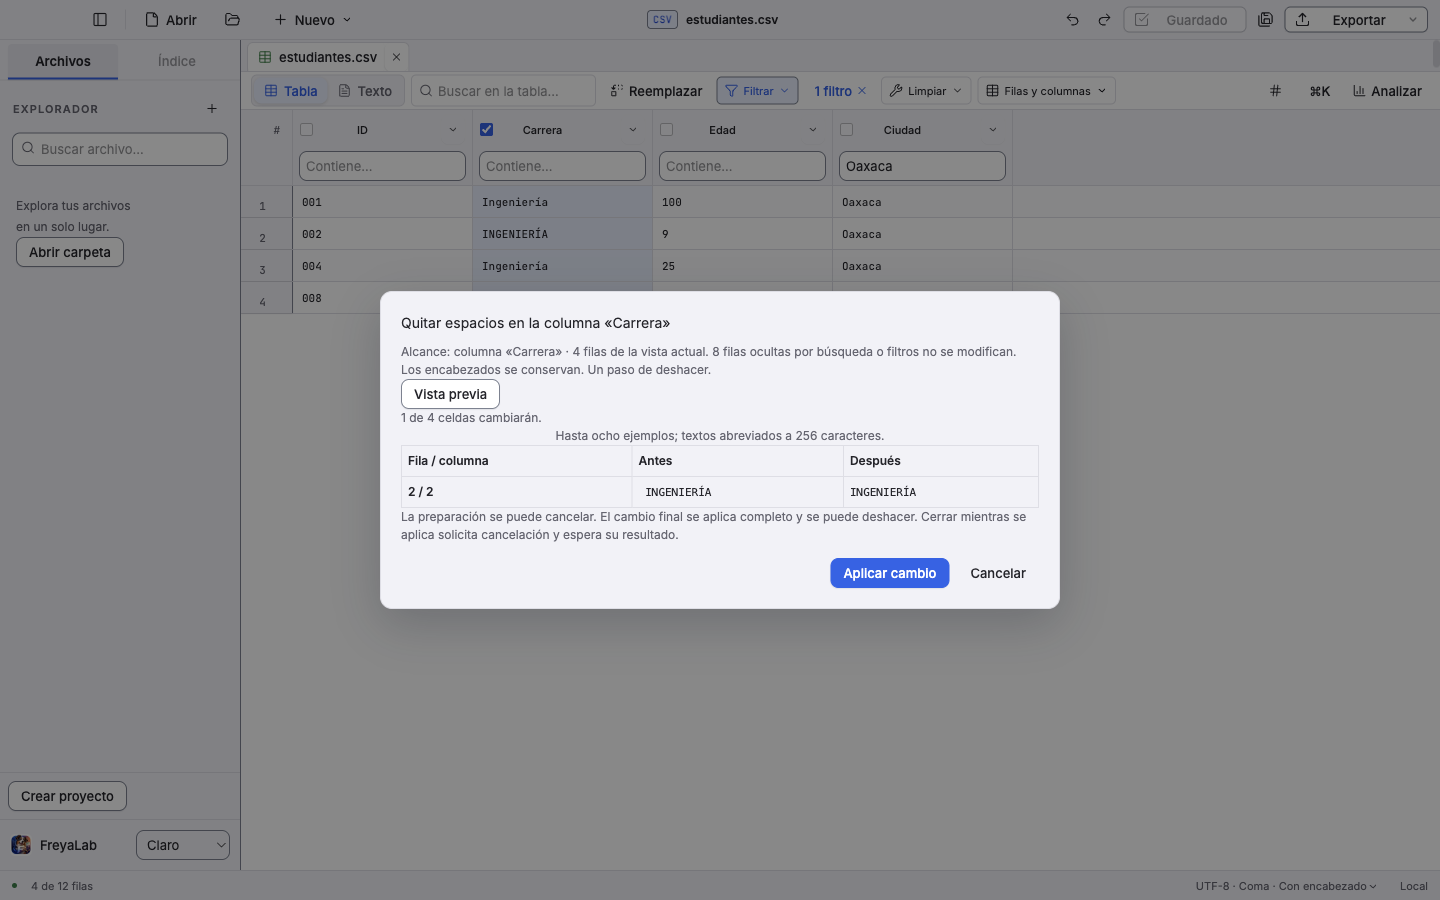 Abrir
Nuevo
CSV estudiantes.csv
Guardado
Exportar
Archivos
Índice
estudiantes.csv
EXPLORADOR
Buscar archivo...
Explora tus archivos
en un solo lugar.
Abrir carpeta
Tabla
Texto
Buscar en la tabla...
Reemplazar
Filtrar
1 filtro
Limpiar
Filas y columnas
#
⌘K
Analizar
# ID Carrera Edad Ciudad
Contiene... Contiene... Contiene... Oaxaca
1 001 Ingeniería 100 Oaxaca
2 002 INGENIERÍA 9 Oaxaca
3 004 Ingeniería 25 Oaxaca
4 008
Quitar espacios en la columna «Carrera»
Alcance: columna «Carrera» · 4 filas de la vista actual. 8 filas ocultas por búsqueda o filtros no se modifican.
Los encabezados se conservan. Un paso de deshacer.
Vista previa
1 de 4 celdas cambiarán.
Hasta ocho ejemplos; textos abreviados a 256 caracteres.
Fila / columna Antes Después
2 / 2 INGENIERÍA INGENIERÍA
La preparación se puede cancelar. El cambio final se aplica completo y se puede deshacer. Cerrar mientras se
aplica solicita cancelación y espera su resultado.
Aplicar cambio
Cancelar
Crear proyecto
FreyaLab
Claro
4 de 12 filas
UTF-8 · Coma · Con encabezado
Local